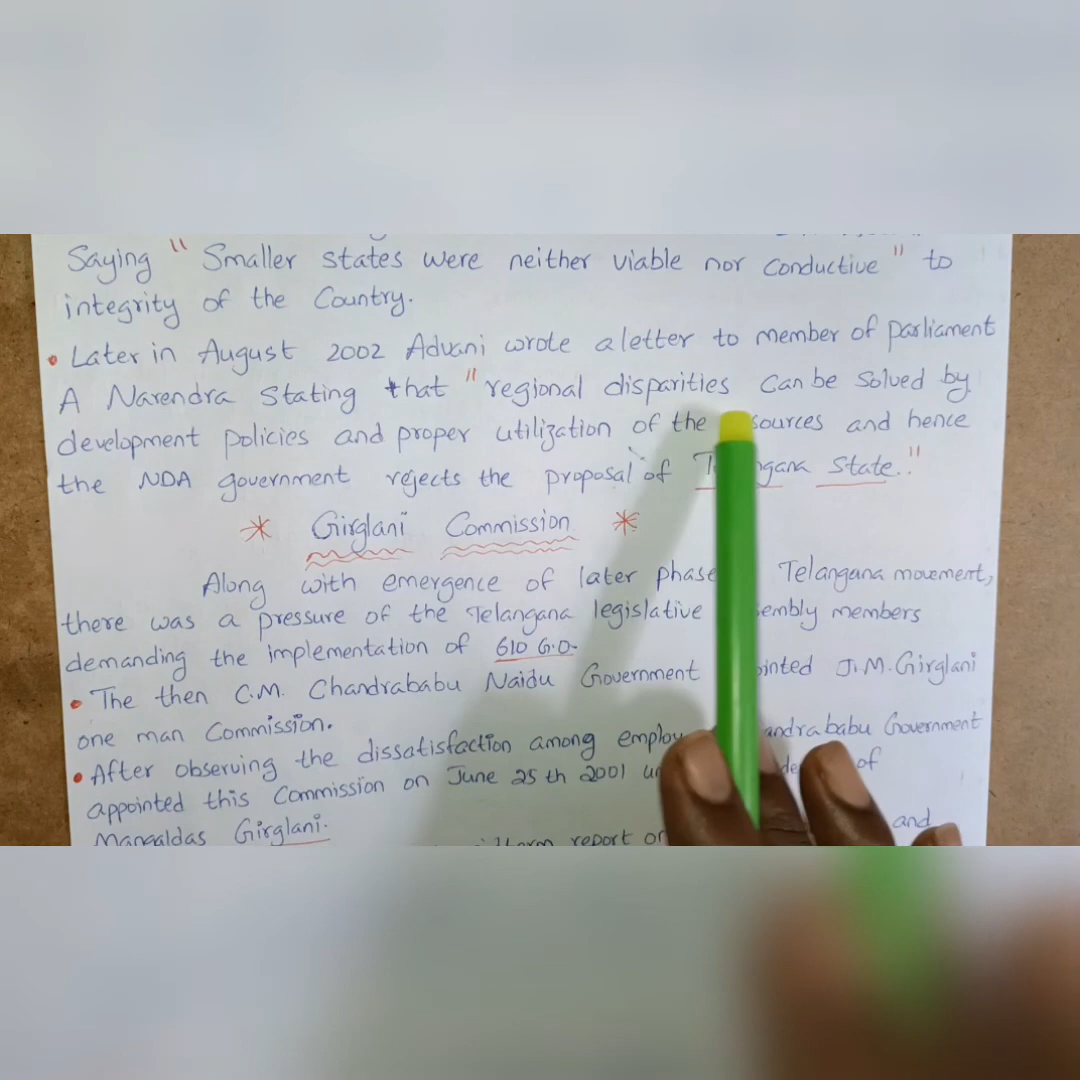 Saying " Smaller states were neither viable nor conductive " to
integrity of the Country.
• Later in August 2002 Advani wrote a letter to member of parliament
A Narendra stating that " regional disparities can be solved by
development policies and proper utilization of the sources and hence
the NDA government rejects the proposal of State."
* Girglani Commission *
Along with emergence of later phase Telangana movement,
there was a pressure of the Telangana legislative embly members
demanding the implementation of 610 G.O.
• The then C.M. Chandrababu Naidu Government ointed J.M. Girglani
one man Commission.
• After observing the dissatisfaction among emplo andrababu Government
appointed this Commission on June 25th 2001 of
Mangaldas Girglani.
report and